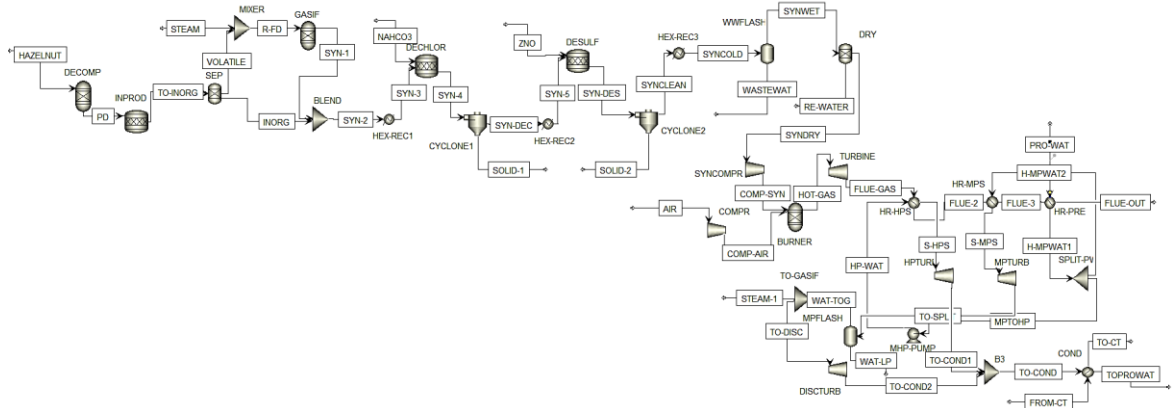 HAZELNUT
DECOMP
PD
INPROD
TO-INORG
SEP
VOLATILE
STEAM
MIXER
R-FD
GASIF
SYN-1
INORG
BLEND
SYN-2
HEX-REC1
SYN-3
NAHCO3
DECHLOR
SYN-4
CYCLONE1
SOLID-1
SYN-DEC
HEX-REC2
SYN-5
ZNO
DESULF
SYN-DES
CYCLONE2
SOLID-2
SYNCLEAN
HEX-REC3
SYNCOLD
WWFLASH
WASTEWAT
SYNWET
DRY
RE-WATER
SYNDRY
SYNCOMPR
COMP-SYN
AIR
COMPR
COMP-AIR
BURNER
HOT-GAS
TURBINE
FLUE-GAS
HR-HPS
FLUE-2
HR-MPS
FLUE-3
HR-PRE
FLUE-OUT
PRO-WAT
H-MPWAT2
H-MPWAT1
S-HPS
S-MPS
HP-WAT
MPTURB
TO-GASIF
STEAM-1
WAT-TOG
TO-DISC
MPFLASH
MHP-PUMP
MPTOHP
WAT-LP
DISCTURB
TO-COND1
TO-COND2
B3
TO-COND
COND
TO-CT
TOPROWAT
FROM-CT